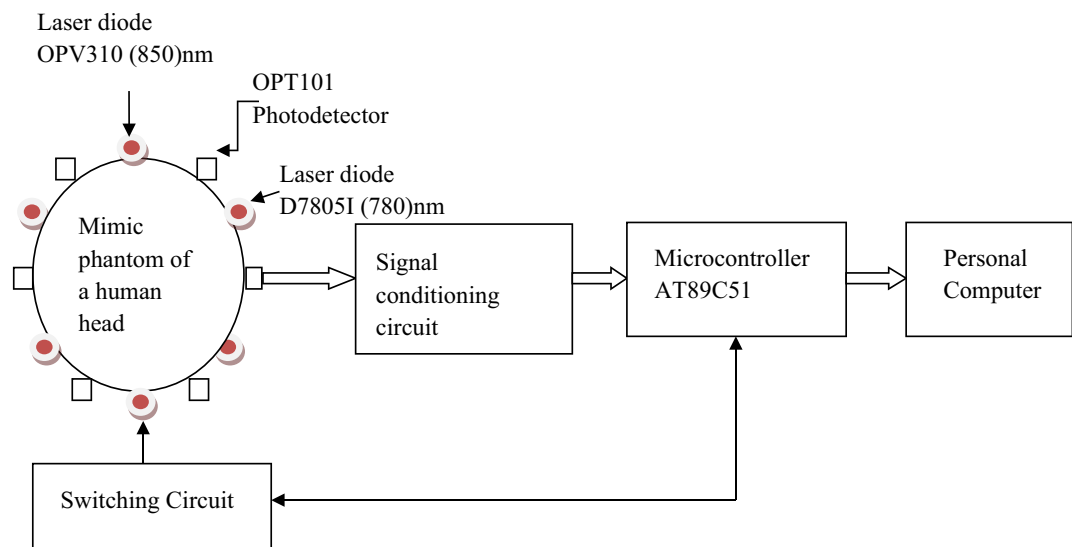 Laser diode
OPV310 (850)nm
OPT101
Photodetector
Laser diode
D7805I (780)nm
Mimic
phantom of
a human
head
Signal
conditioning
circuit
Microcontroller
AT89C51
Personal
Computer
Switching Circuit